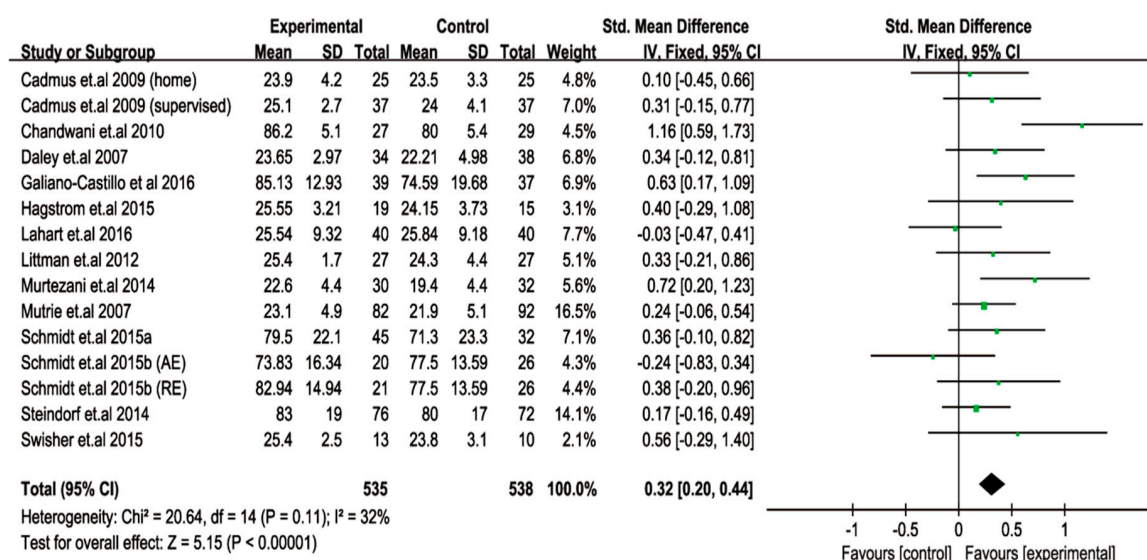 Experimental Control Std. Mean Difference Std. Mean Difference
Study or Subgroup Mean SD Total Mean SD Total Weight IV, Fixed, 95% CI IV, Fixed, 95% CI
Cadmus et.al 2009 (home) 23.9 4.2 25 23.5 3.3 25 4.8% 0.10 [-0.45, 0.66]
Cadmus et.al 2009 (supervised) 25.1 2.7 37 24 4.1 37 7.0% 0.31 [-0.15, 0.77]
Chandwani et.al 2010 86.2 5.1 27 80 5.4 29 4.5% 1.16 [0.59, 1.73]
Daley et.al 2007 23.65 2.97 34 22.21 4.98 38 6.8% 0.34 [-0.12, 0.81]
Galiano-Castillo et al 2016 85.13 12.93 39 74.59 19.68 37 6.9% 0.63 [0.17, 1.09]
Hagstrom et.al 2015 25.55 3.21 19 24.15 3.73 15 3.1% 0.40 [-0.29, 1.08]
Lahart et.al 2016 25.54 9.32 40 25.84 9.18 40 7.7% -0.03 [-0.47, 0.41]
Littman et.al 2012 25.4 1.7 27 24.3 4.4 27 5.1% 0.33 [-0.21, 0.86]
Murtezani et.al 2014 22.6 4.4 30 19.4 4.4 32 5.6% 0.72 [0.20, 1.23]
Mutrie et.al 2007 23.1 4.9 82 21.9 5.1 92 16.5% 0.24 [-0.06, 0.54]
Schmidt et.al 2015a 79.5 22.1 45 71.3 23.3 32 7.1% 0.36 [-0.10, 0.82]
Schmidt et.al 2015b (AE) 73.83 16.34 20 77.5 13.59 26 4.3% -0.24 [-0.83, 0.34]
Schmidt et.al 2015b (RE) 82.94 14.94 21 77.5 13.59 26 4.4% 0.38 [-0.20, 0.96]
Steindorf et.al 2014 83 19 76 80 17 72 14.1% 0.17 [-0.16, 0.49]
Swisher et.al 2015 25.4 2.5 13 23.8 3.1 10 2.1% 0.56 [-0.29, 1.40]
Total (95% CI) 535 538 100.0% 0.32 [0.20, 0.44]
Heterogeneity: Chi² = 20.64, df = 14 (P = 0.11); I² = 32%
Test for overall effect: Z = 5.15 (P < 0.00001)
-1 -0.5 0 0.5 1
Favours [control] Favours [experimental]